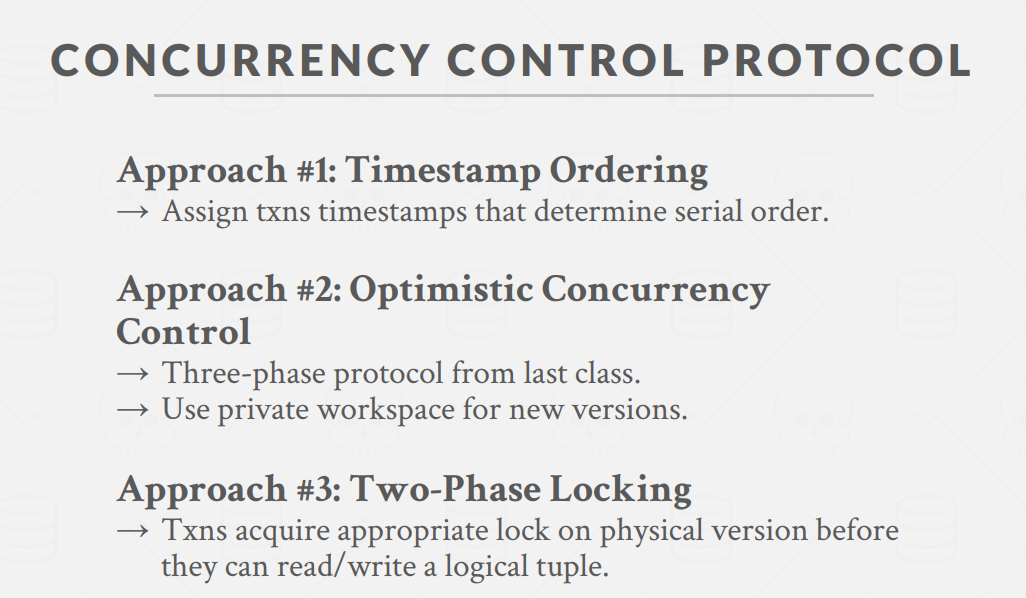 CONCURRENCY CONTROL PROTOCOL
Approach #1: Timestamp Ordering
→ Assign txns timestamps that determine serial order.
Approach #2: Optimistic Concurrency
Control
→ Three-phase protocol from last class.
→ Use private workspace for new versions.
Approach #3: Two-Phase Locking
→ Txns acquire appropriate lock on physical version before
they can read/write a logical tuple.